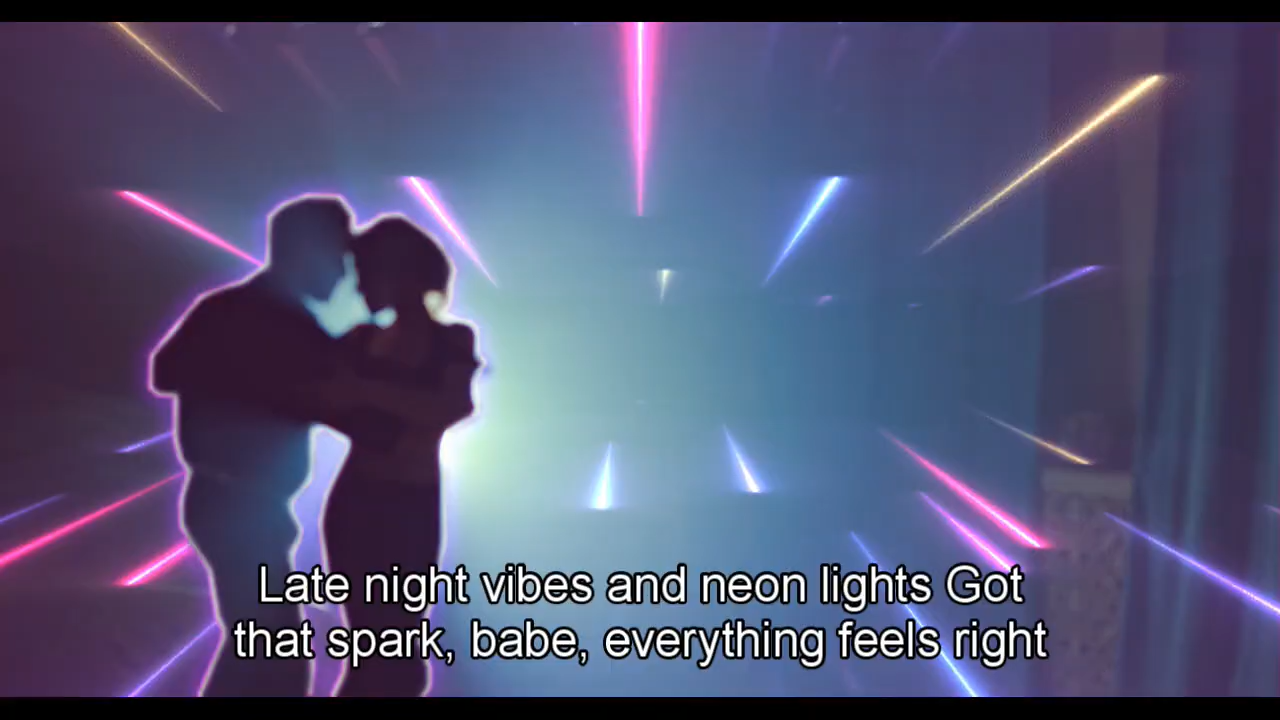 Late night vibes and neon lights Got
that spark, babe, everything feels right